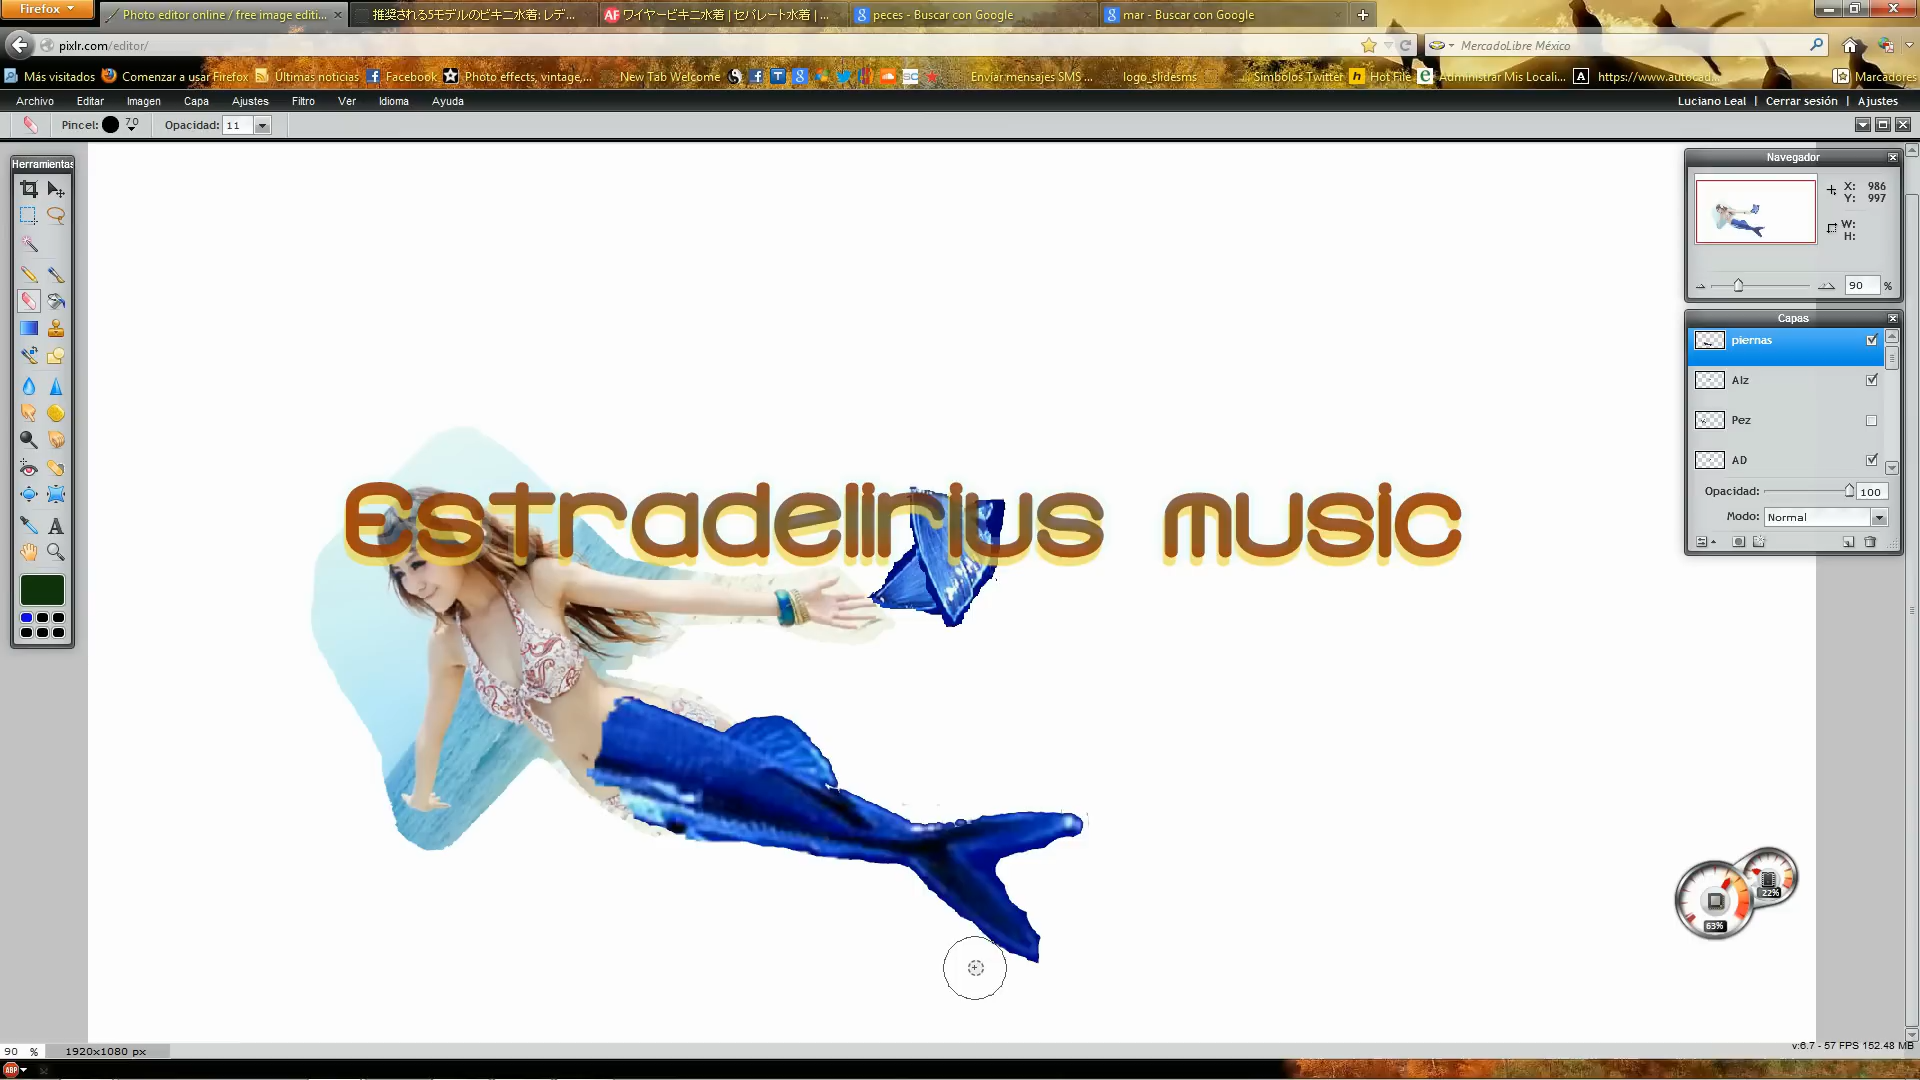 Firefox
Photo editor online / free image editi...
推奨される5モデルのビキニ水着: レデ...
AF ワイヤービキニ水着 | セパレート水着 | ...
peces - Buscar con Google
mar - Buscar con Google
pixlr.com/editor/
MercadoLibre México
Más visitados
Comenzar a usar Firefox
Últimas noticias
Facebook
Photo effects, vintage,...
New Tab Welcome
Enviar mensajes SMS ...
logo_slidesms
Símbolos Twitter
Hot File
Administrar Mis Locali...
https://www.autocad...
Marcadores
Archivo Editar Imagen Capa Ajustes Filtro Ver Idioma Ayuda
Luciano Leal | Cerrar sesión | Ajustes
Pincel: 70 Opacidad: 11
Herramientas
Navegador
X: 986
Y: 997
W:
H:
90 %
Capas
piernas
Alz
Pez
AD
Opacidad: 100
Modo: Normal
Estradelirius music
22%
63%
90 % 1920x1080 px
v:6.7 - 57 FPS 152.48 MB
ABP